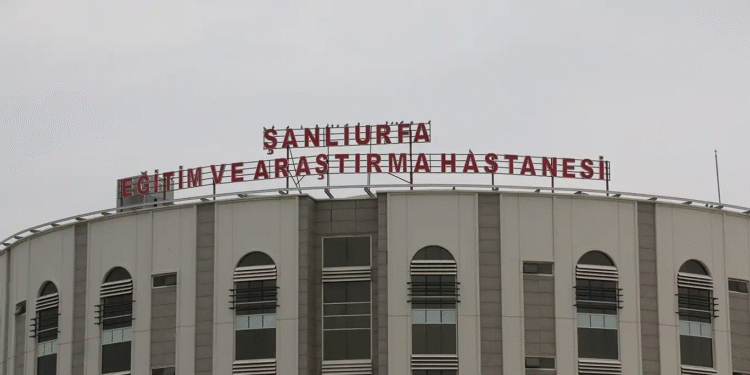 ŞANLIURFA
EĞİTİM VE ARAŞTIRMA HASTANESİ